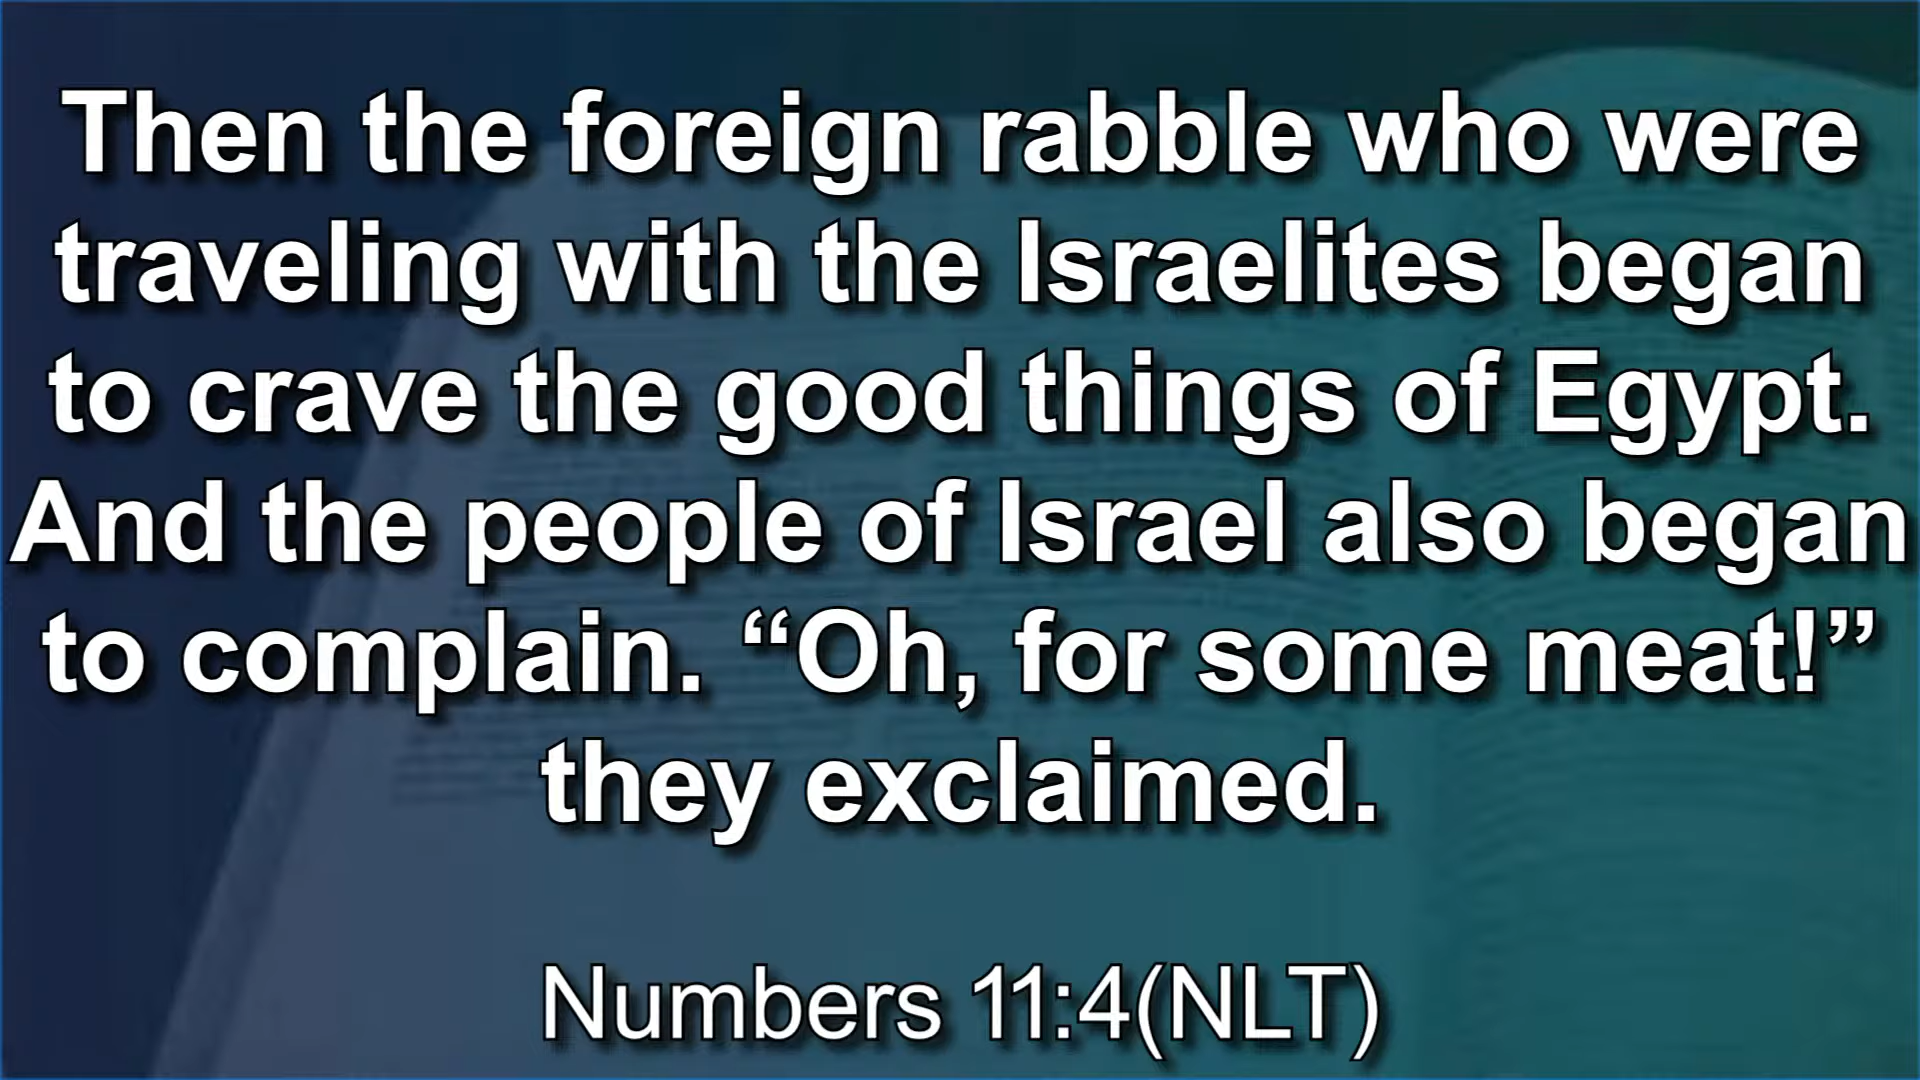 Then the foreign rabble who were
traveling with the Israelites began
to crave the good things of Egypt.
And the people of Israel also began
to complain. “Oh, for some meat!”
they exclaimed.
Numbers 11:4(NLT)